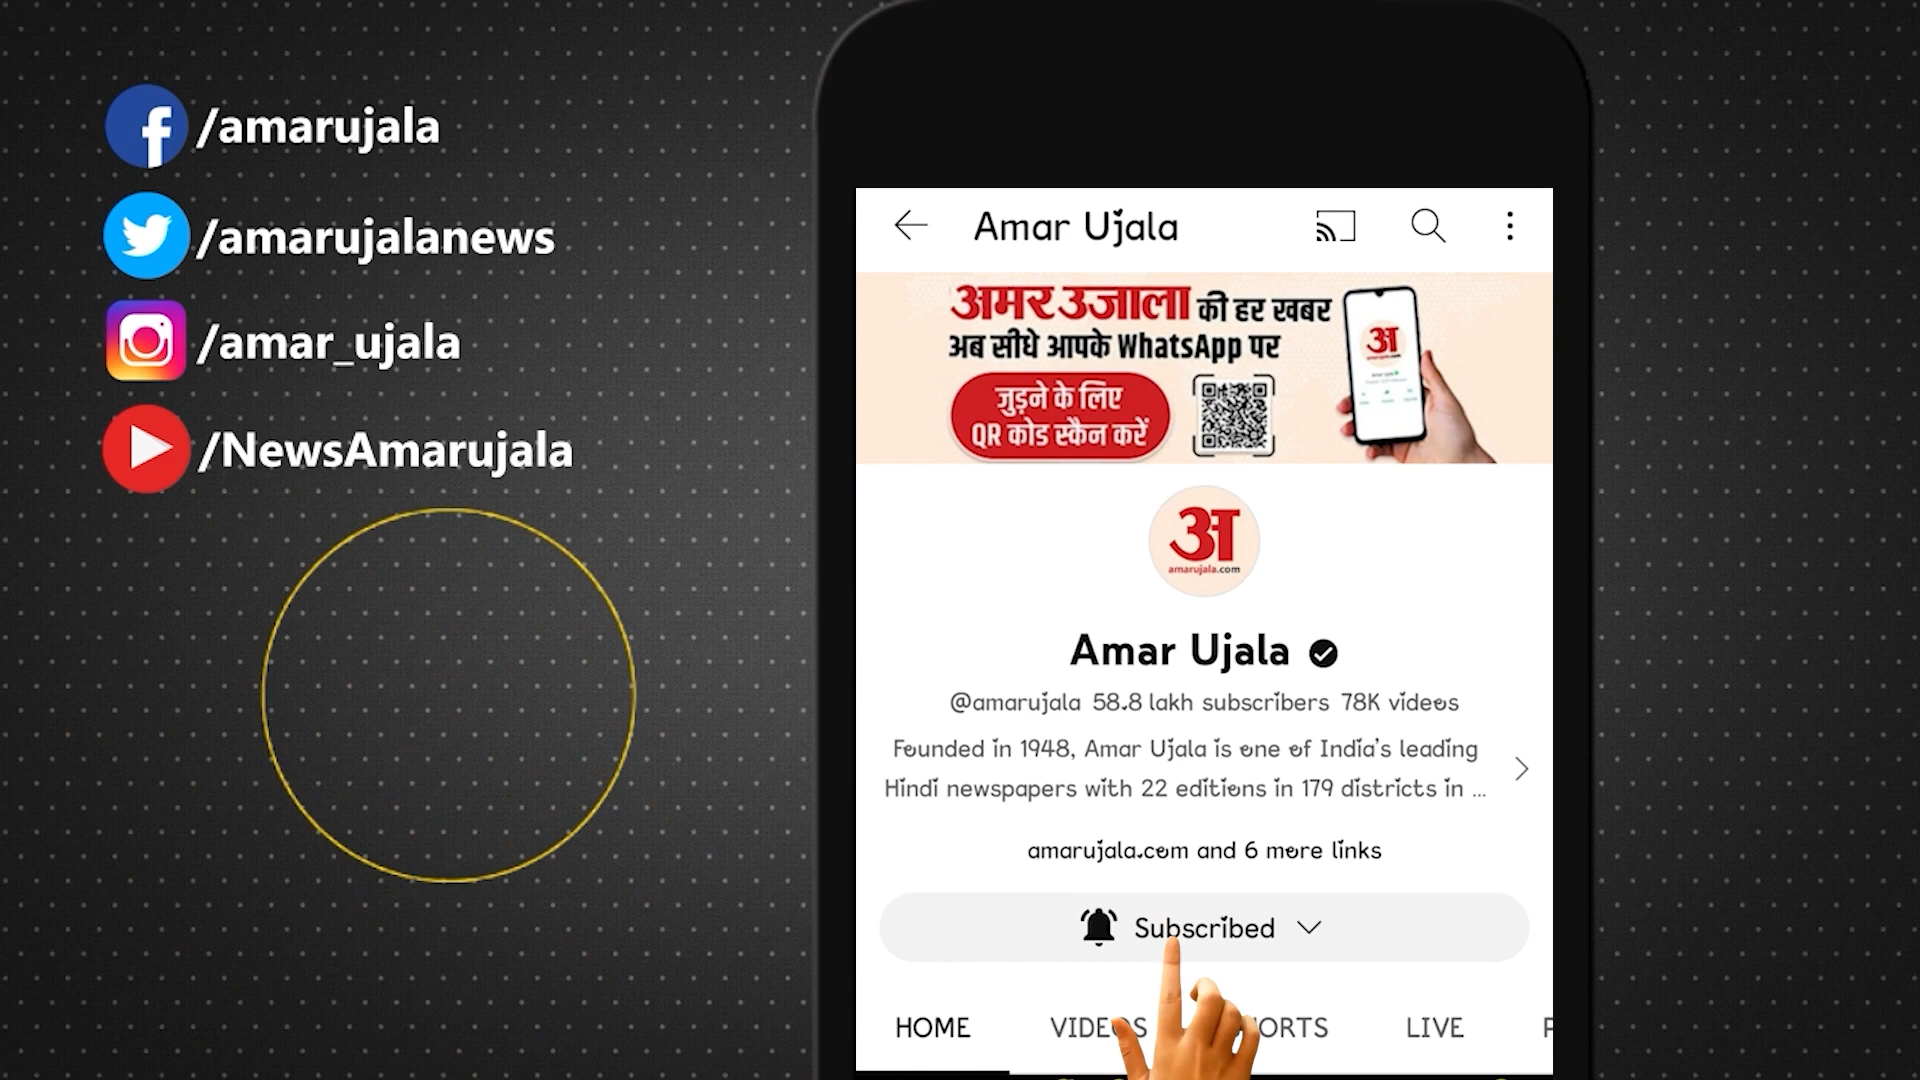 /amarujala
/amarujalanews
/amar_ujala
/NewsAmarujala
Amar Ujala
अमर उजाला की हर खबर
अब सीधे आपके WhatsApp पर
जुड़ने के लिए
QR कोड स्कैन करें
अ
अ
amarujala.com
Amar Ujala
@amarujala 58.8 lakh subscribers 78K videos
Founded in 1948, Amar Ujala is one of India's leading
Hindi newspapers with 22 editions in 179 districts in ...
amarujala.com and 6 more links
Subscribed
HOME VIDEOS LIVE